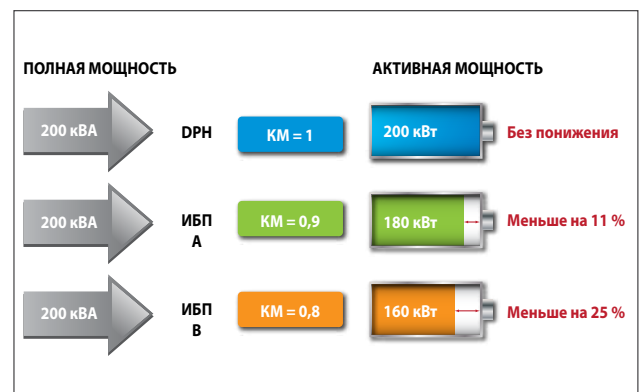 ПОЛНАЯ МОЩНОСТЬ
АКТИВНАЯ МОЩНОСТЬ
200 кВА
DPH
КМ = 1
200 кВт
Без понижения
200 кВА
ИБП
А
КМ = 0,9
180 кВт
Меньше на 11 %
200 кВА
ИБП
В
КМ = 0,8
160 кВт
Меньше на 25 %